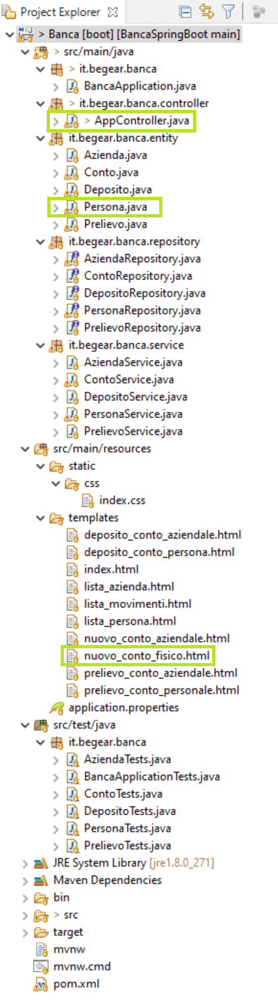 Project Explorer
> Banca [boot] [BancaSpringBoot main]
> src/main/java
> it.begear.banca
BancaApplication.java
> it.begear.banca.controller
> AppController.java
it.begear.banca.entity
Azienda.java
Conto.java
Deposito.java
Persona.java
Prelievo.java
it.begear.banca.repository
AziendaRepository.java
ContoRepository.java
DepositoRepository.java
PersonaRepository.java
PrelievoRepository.java
it.begear.banca.service
AziendaService.java
ContoService.java
DepositoService.java
PersonaService.java
PrelievoService.java
src/main/resources
static
css
index.css
templates
deposito_conto_aziendale.html
deposito_conto_persona.html
index.html
lista_azienda.html
lista_movimenti.html
lista_persona.html
nuovo_conto_aziendale.html
nuovo_conto_fisico.html
prelievo_conto_aziendale.html
prelievo_conto_personale.html
application.properties
src/test/java
it.begear.banca
AziendaTests.java
BancaApplicationTests.java
ContoTests.java
DepositoTests.java
PersonaTests.java
PrelievoTests.java
JRE System Library [jre1.8.0_271]
Maven Dependencies
bin
> src
target
mvnw
mvnw.cmd
pom.xml